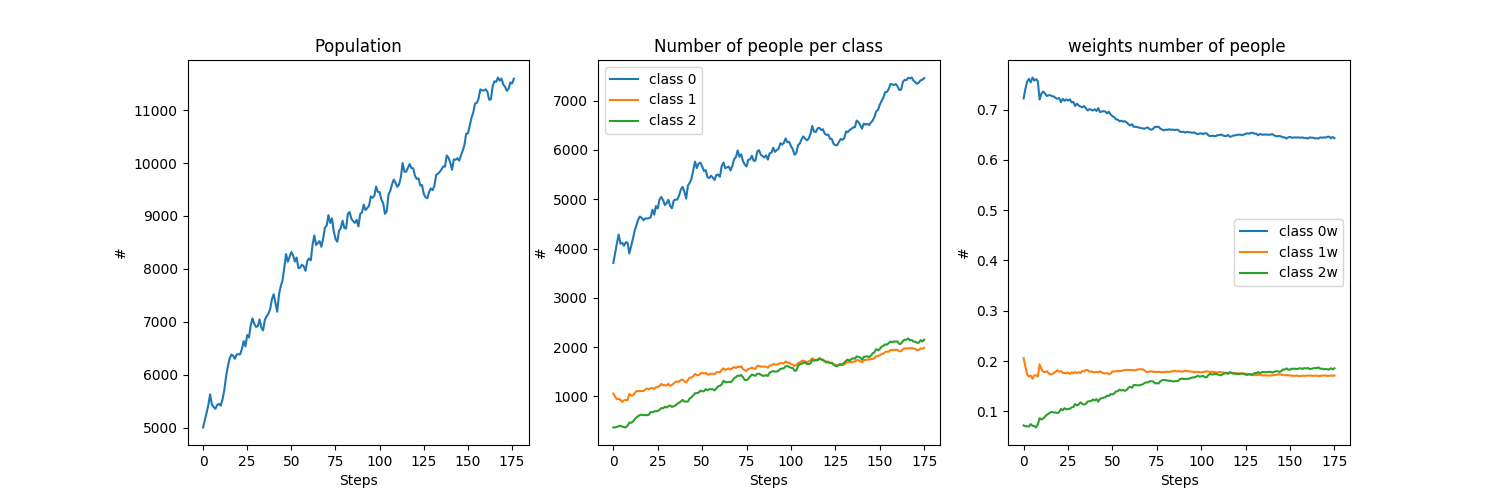 Population
#
11000
10000
9000
8000
7000
6000
5000
0 25 50 75 100 125 150 175
Steps
Number of people per class
class 0
class 1
class 2
#
7000
6000
5000
4000
3000
2000
1000
0 25 50 75 100 125 150 175
Steps
weights number of people
#
0.7
0.6
0.5
0.4
0.3
0.2
0.1
class 0w
class 1w
class 2w
0 25 50 75 100 125 150 175
Steps